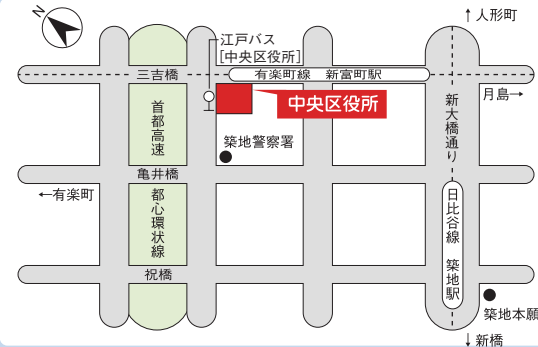 N
↑人形町
江戸バス
[中央区役所]
三吉橋
有楽町線 新富町駅
月島→
中央区役所
首都高速
新大橋通り
築地警察署
亀井橋
←有楽町
都心環状線
日比谷線 築地駅
祝橋
築地本願
↓新橋